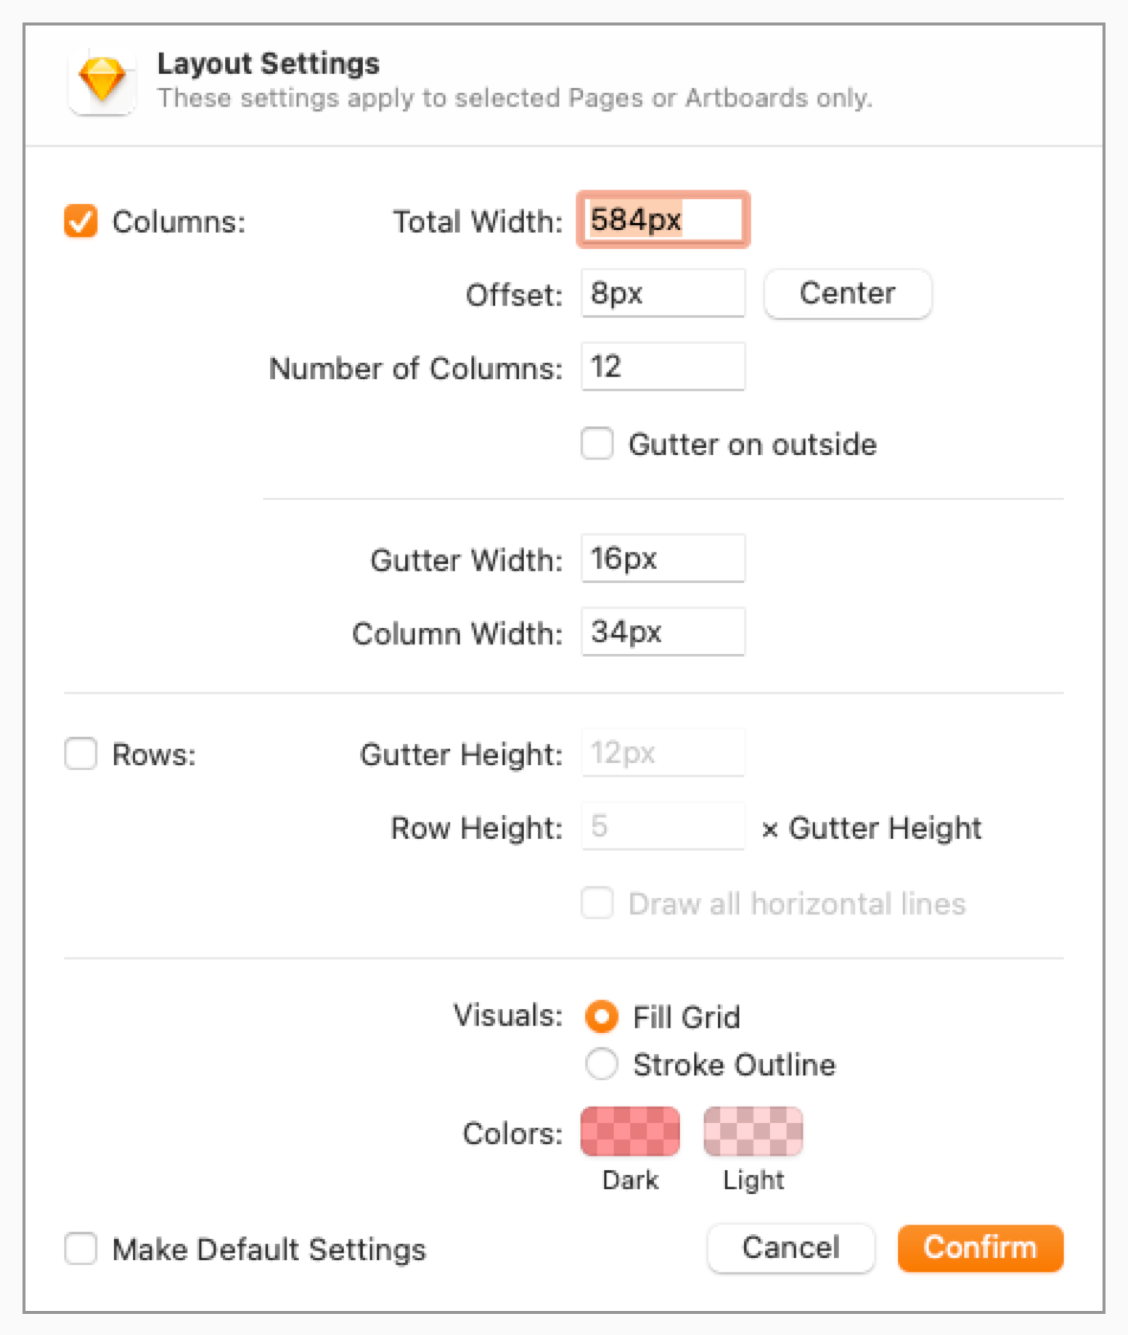 Layout Settings
These settings apply to selected Pages or Artboards only.
Columns: Total Width: 584px
Offset: 8px Center
Number of Columns: 12
Gutter on outside
Gutter Width: 16px
Column Width: 34px
Rows: Gutter Height: 12px
Row Height: 5 × Gutter Height
Draw all horizontal lines
Visuals: Fill Grid
Stroke Outline
Colors:
Dark Light
Make Default Settings Cancel Confirm